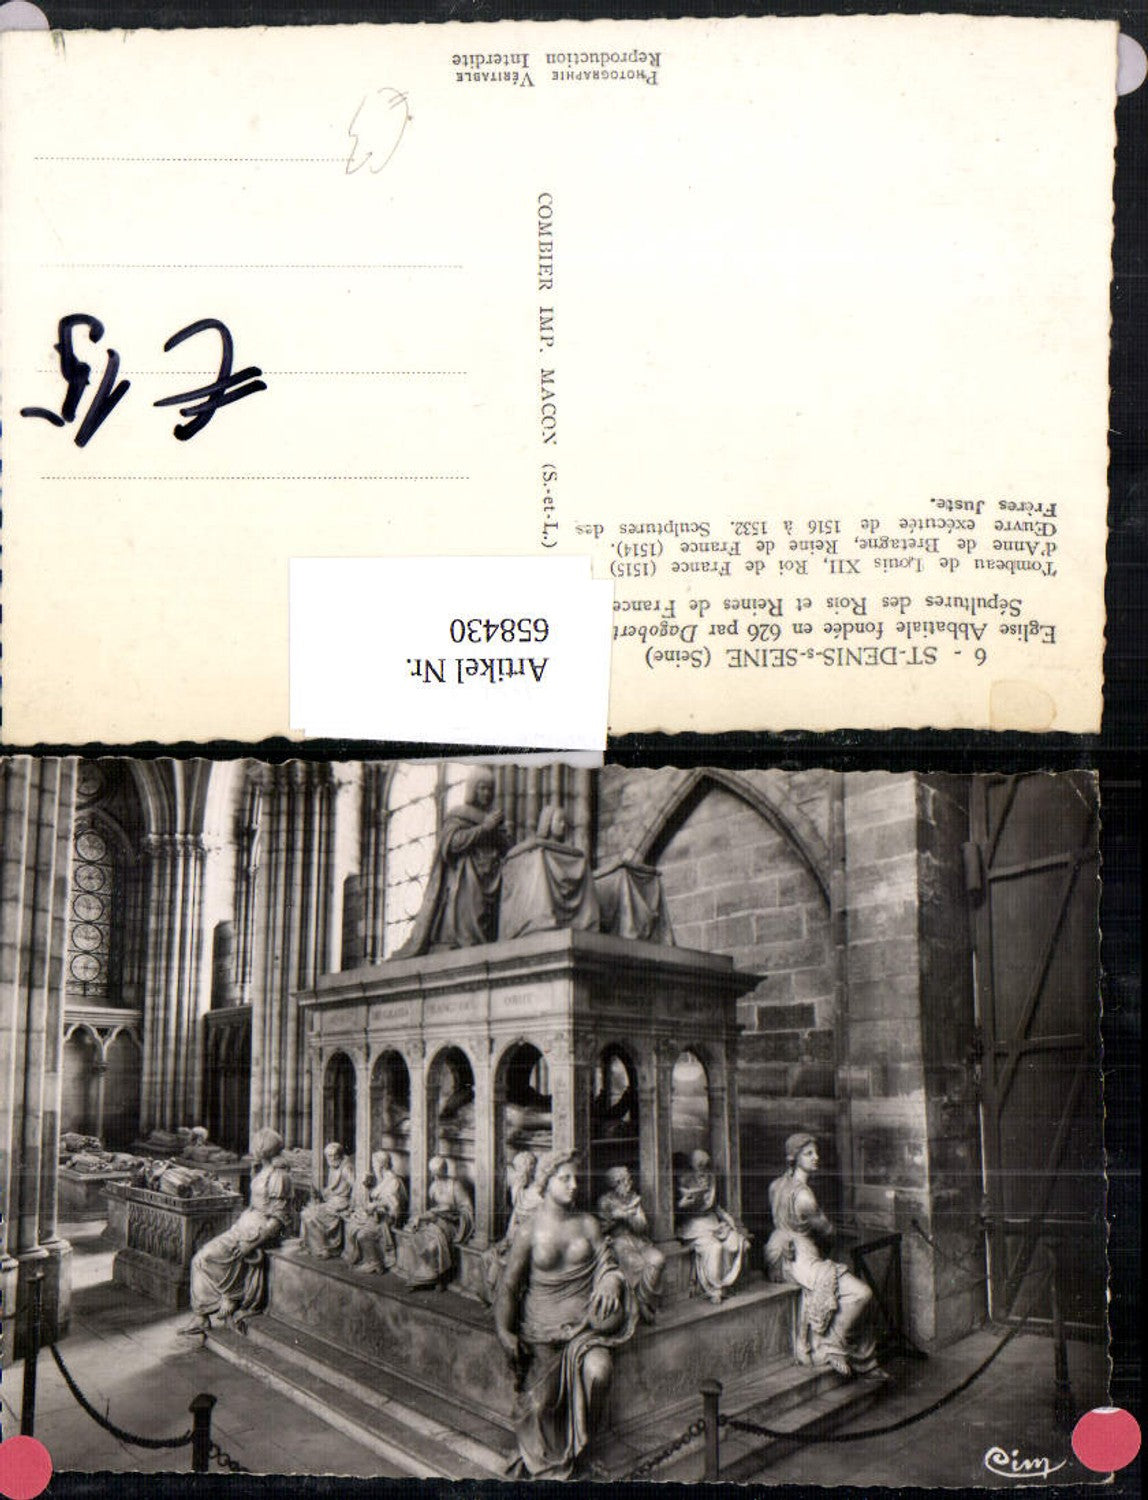 6 - ST-DENIS-s-SEINE (Seine)
Eglise Abbatiale fondée en 626 par Dagobert
Sépultures des Rois et Reines de France
Tombeau de Louis XII, Roi de France (1515)
d'Anne de Bretagne, Reine de France (1514).
Œuvre exécutée de 1516 à 1532. Sculptures des
Frères Juste.
COMBIER IMP. MACON (S.-et-L.)
Artikel Nr.
658430
€ 15
PHOTOGRAPHIE VÉRITABLE
Reproduction Interdite
Cim